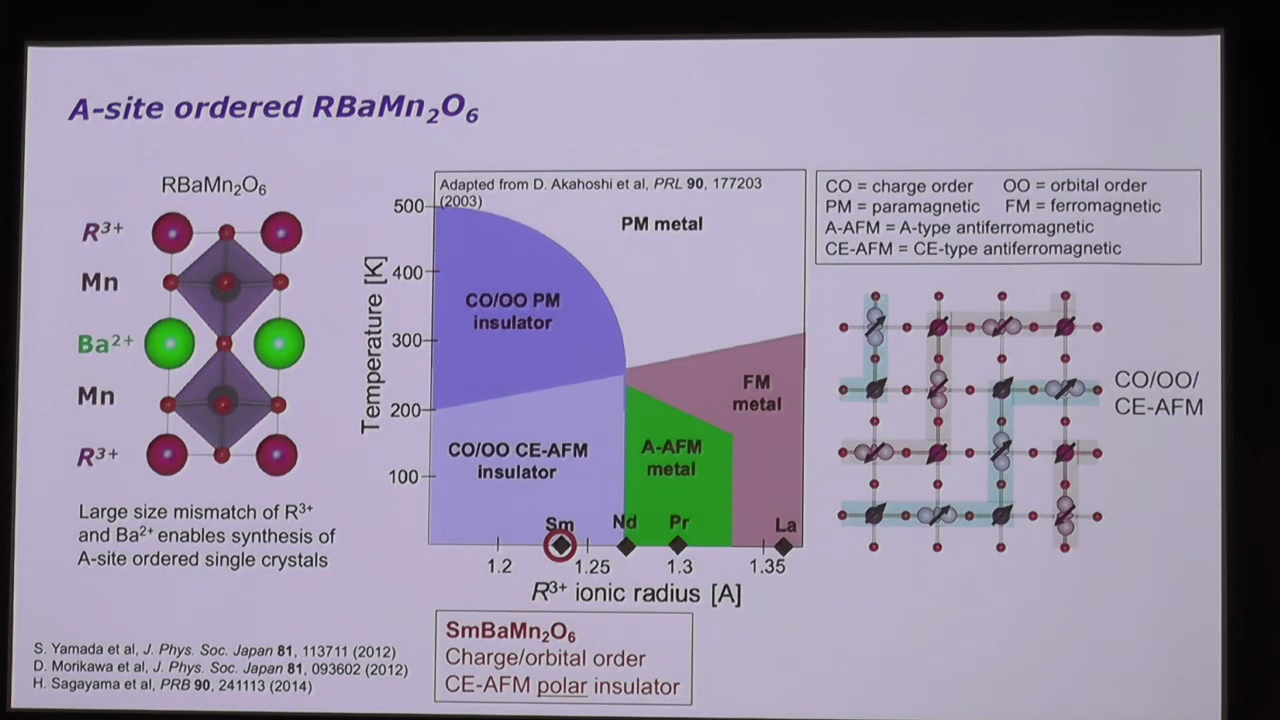 A-site ordered RBaMn₂O₆
RBaMn₂O₆
R³⁺
Mn
Ba²⁺
Mn
R³⁺
Large size mismatch of R³⁺
and Ba²⁺ enables synthesis of
A-site ordered single crystals
S. Yamada et al, J. Phys. Soc. Japan 81, 113711 (2012)
D. Morikawa et al, J. Phys. Soc. Japan 81, 093602 (2012)
H. Sagayama et al, PRB 90, 241113 (2014)
Adapted from D. Akahoshi et al, PRL 90, 177203
(2003)
Temperature [K]
500
400
300
200
100
PM metal
CO/OO PM
insulator
FM
metal
CO/OO CE-AFM
insulator
A-AFM
metal
Sm
Nd
Pr
La
1.2
1.25
1.3
1.35
R³⁺ ionic radius [A]
SmBaMn₂O₆
Charge/orbital order
CE-AFM polar insulator
CO = charge order OO = orbital order
PM = paramagnetic FM = ferromagnetic
A-AFM = A-type antiferromagnetic
CE-AFM = CE-type antiferromagnetic
CO/OO/
CE-AFM